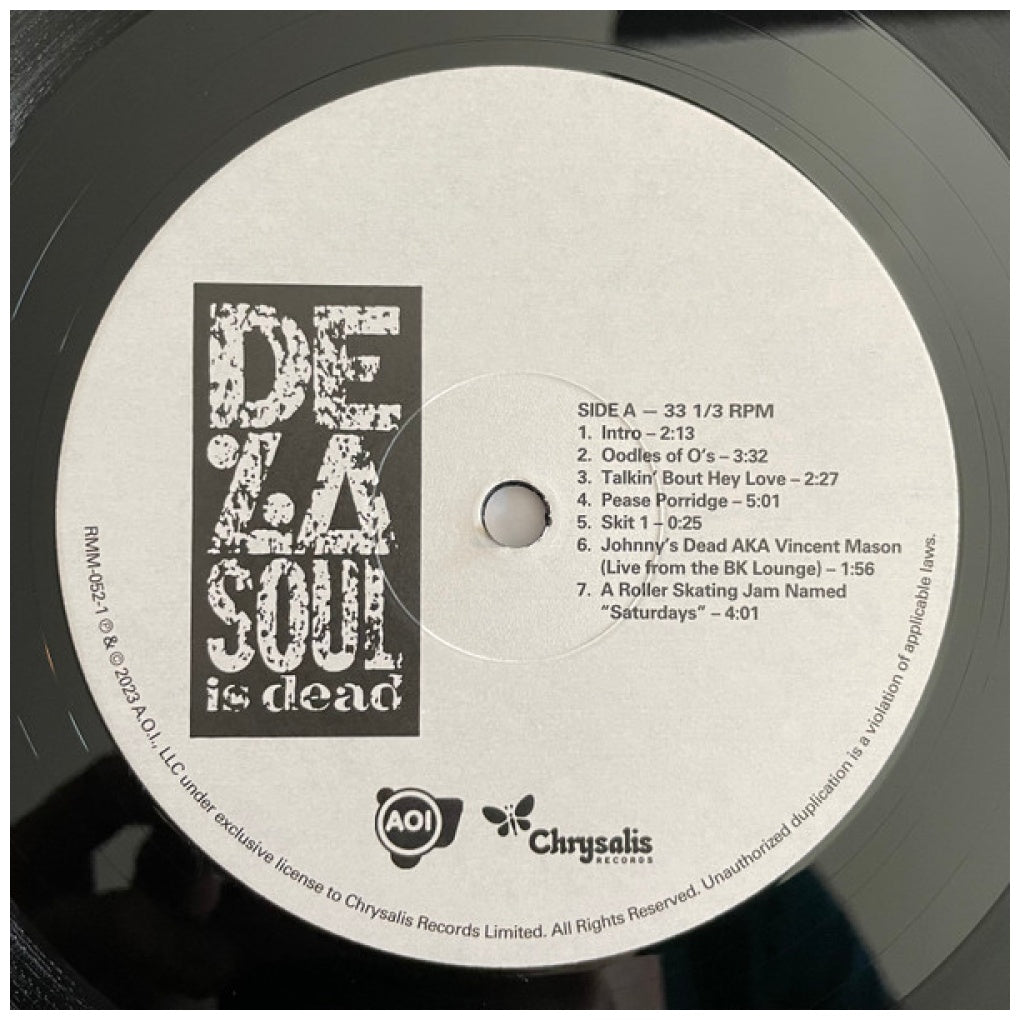 DE
LA
SOUL
is dead
SIDE A — 33 1/3 RPM
1. Intro – 2:13
2. Oodles of O's – 3:32
3. Talkin' Bout Hey Love – 2:27
4. Pease Porridge – 5:01
5. Skit 1 – 0:25
6. Johnny's Dead AKA Vincent Mason
(Live from the BK Lounge) – 1:56
7. A Roller Skating Jam Named
“Saturdays” – 4:01
AOI
Chrysalis
RECORDS
RMM-052-1 ℗ & © 2023 A.O.I., LLC under exclusive license to Chrysalis Records Limited. All Rights Reserved. Unauthorized duplication is a violation of applicable laws.